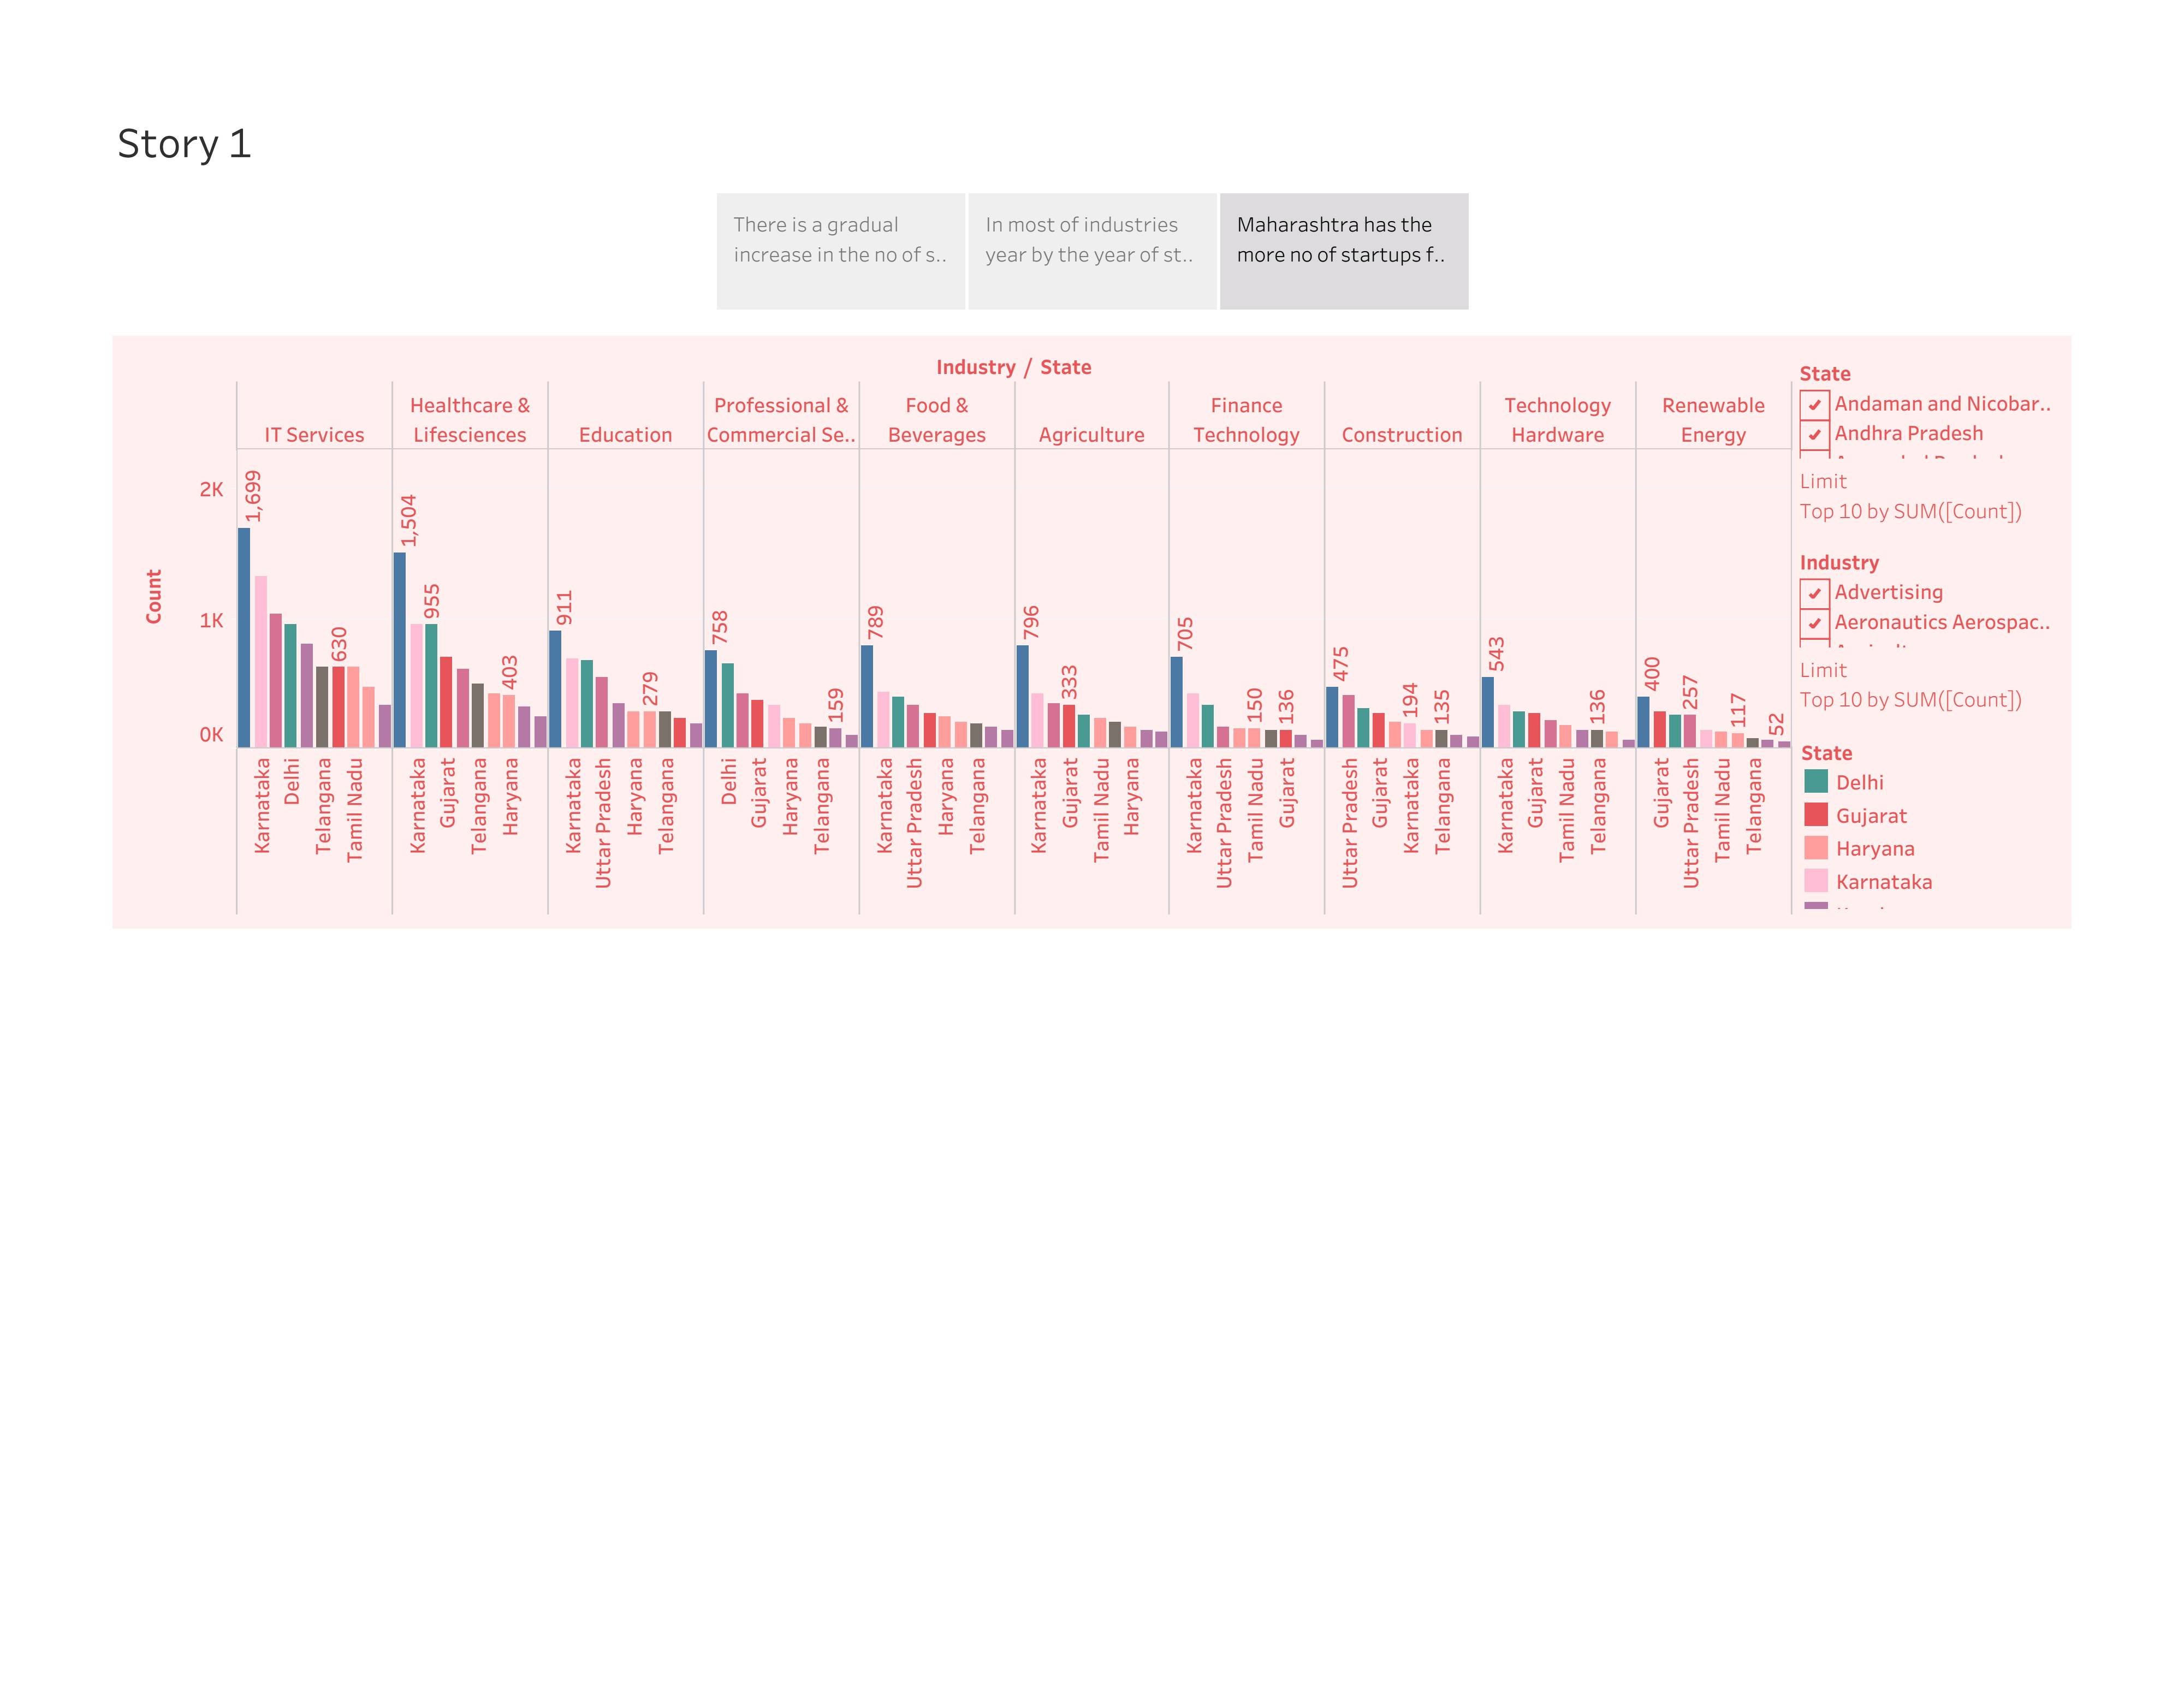 Story 1
There is a gradual
increase in the no of s..
In most of industries
year by the year of st..
Maharashtra has the
more no of startups f..
Industry / State
IT Services
Healthcare &
Lifesciences
Education
Professional &
Commercial Se..
Food &
Beverages
Agriculture
Finance
Technology
Construction
Technology
Hardware
Renewable
Energy
Count
2K
1K
0K
1,699
630
1,504
955
403
911
279
758
159
789
796
333
705
150
136
475
194
135
543
136
400
257
117
52
Karnataka
Delhi
Telangana
Tamil Nadu
Karnataka
Gujarat
Telangana
Haryana
Karnataka
Uttar Pradesh
Haryana
Telangana
Delhi
Gujarat
Haryana
Telangana
Karnataka
Uttar Pradesh
Haryana
Telangana
Karnataka
Gujarat
Tamil Nadu
Haryana
Karnataka
Uttar Pradesh
Tamil Nadu
Gujarat
Uttar Pradesh
Gujarat
Karnataka
Telangana
Karnataka
Gujarat
Tamil Nadu
Telangana
Gujarat
Uttar Pradesh
Tamil Nadu
Telangana
State
Andaman and Nicobar..
Andhra Pradesh
Limit
Top 10 by SUM([Count])
Industry
Advertising
Aeronautics Aerospac..
Limit
Top 10 by SUM([Count])
State
Delhi
Gujarat
Haryana
Karnataka